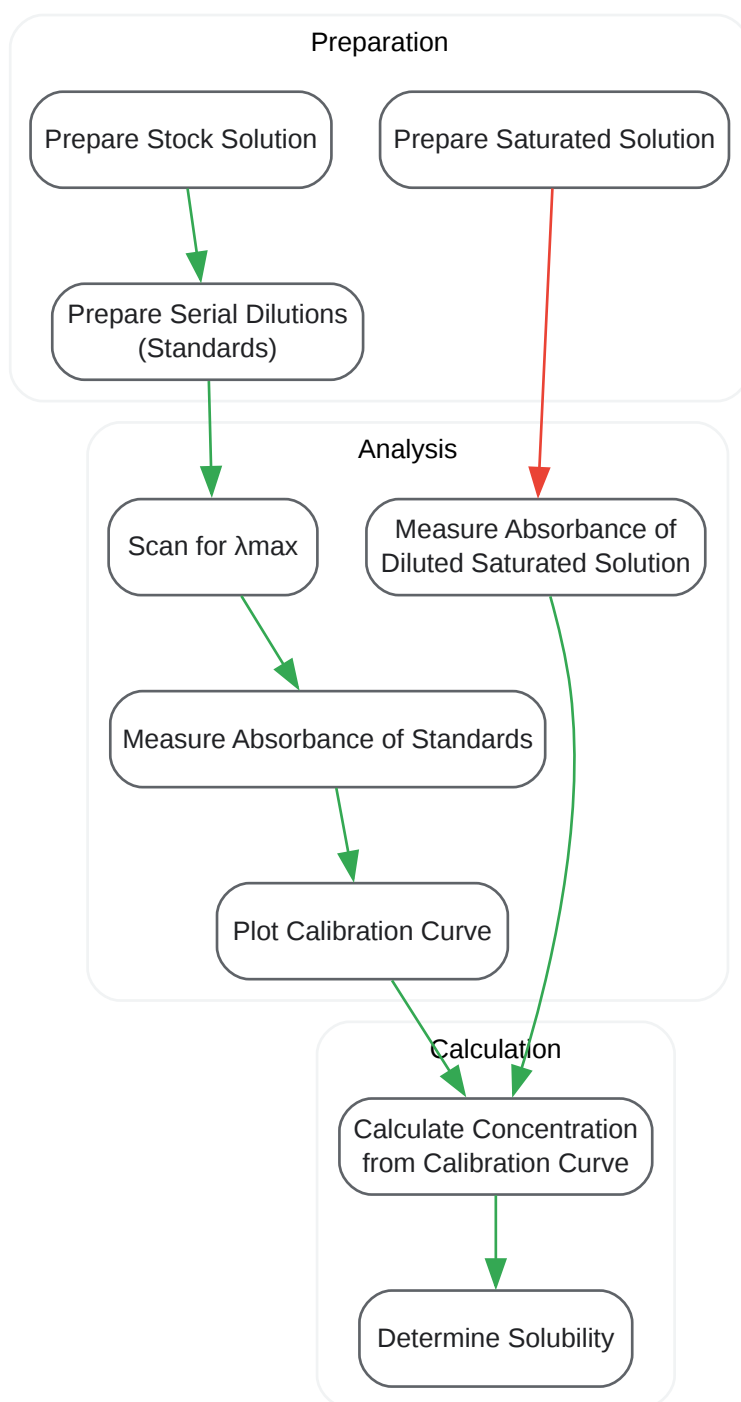 Preparation
Prepare Stock Solution
Prepare Saturated Solution
Prepare Serial Dilutions
(Standards)
Analysis
Scan for λmax
Measure Absorbance of
Diluted Saturated Solution
Measure Absorbance of Standards
Plot Calibration Curve
Calculation
Calculate Concentration
from Calibration Curve
Determine Solubility